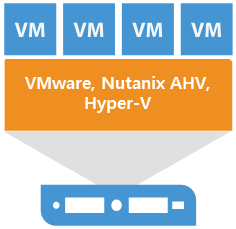 VM VM VM VM
VMware, Nutanix AHV,
Hyper-V